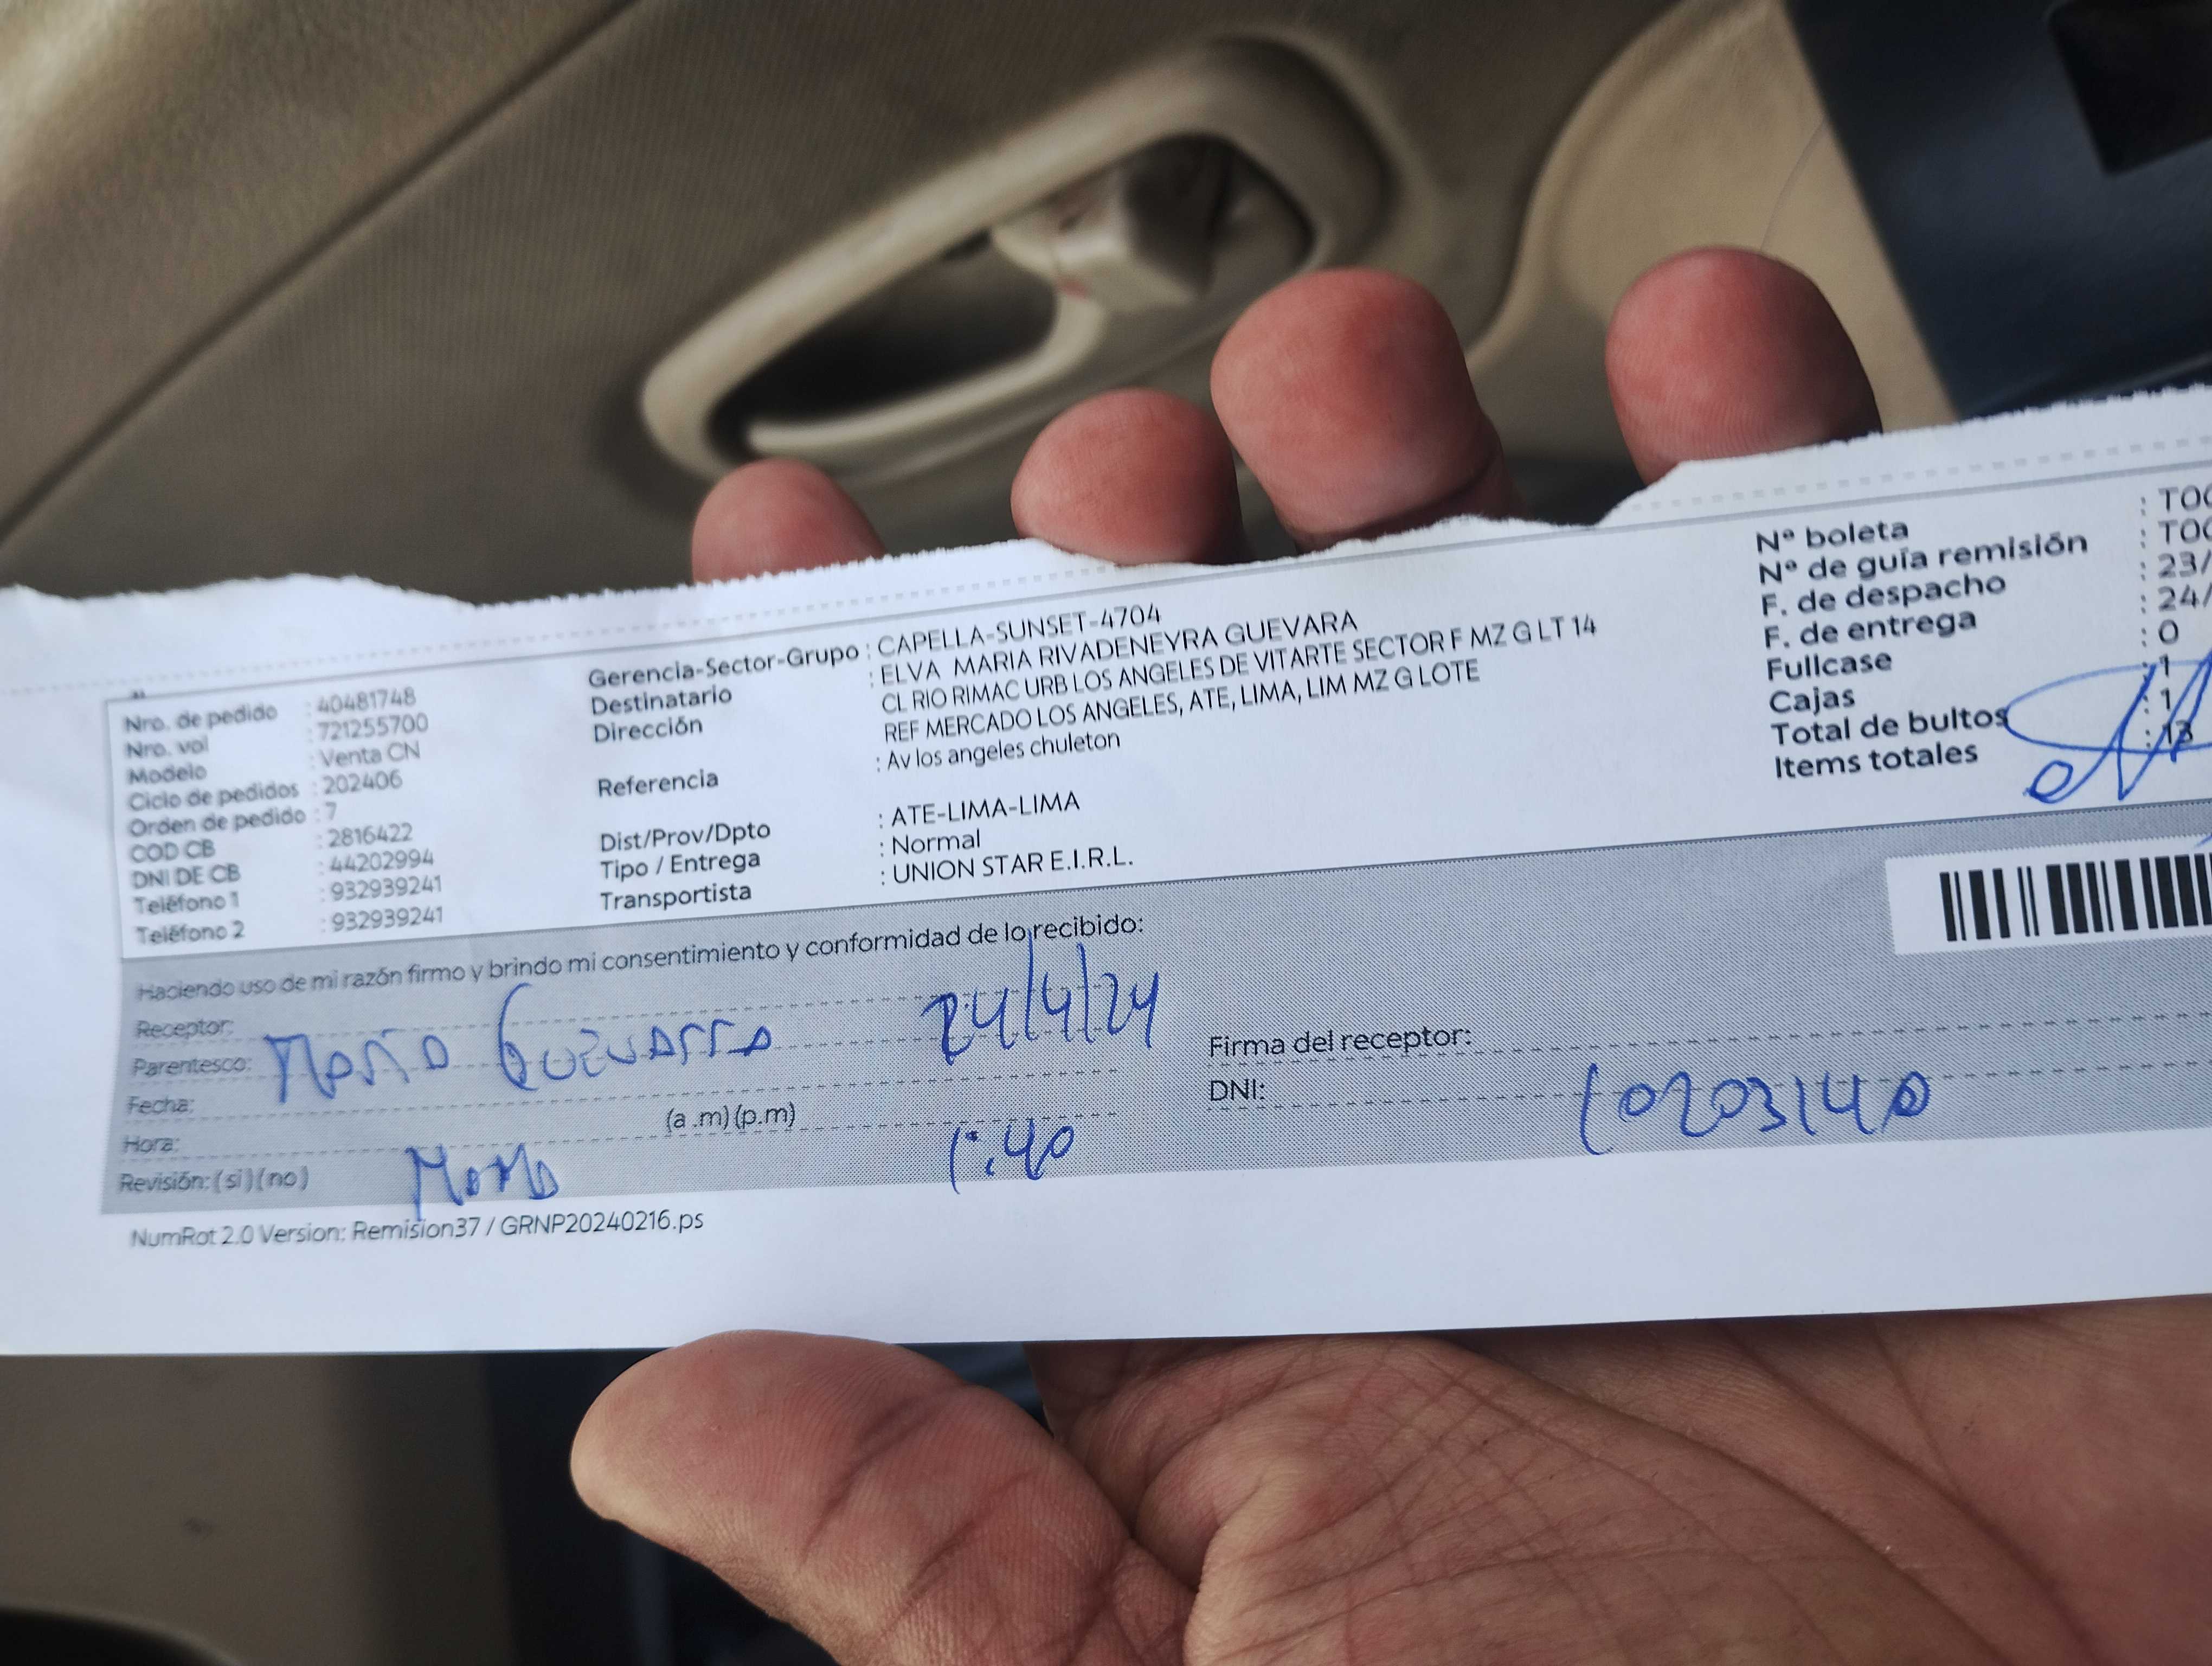 Nro. de pedido : 40481748
Nro. vol : 721255700
Modelo : Venta CN
Ciclo de pedidos : 202406
Orden de pedido : 7
COD CB : 2816422
DNI DE CB : 44202994
Teléfono 1 : 932939241
Teléfono 2 : 932939241
Gerencia-Sector-Grupo : CAPELLA-SUNSET-4704
Destinatario : ELVA MARIA RIVADENEYRA GUEVARA
Dirección CL RIO RIMAC URB LOS ANGELES DE VITARTE SECTOR F MZ G LT 14
REF MERCADO LOS ANGELES, ATE, LIMA, LIM MZ G LOTE
Referencia : Av los angeles chuleton
Dist/Prov/Dpto : ATE-LIMA-LIMA
Tipo / Entrega : Normal
Transportista : UNION STAR E.I.R.L.
Nº boleta
Nº de guía remisión
F. de despacho : 23/
F. de entrega : 24/
Fullcase : 0
Cajas : 1
Total de bultos : 1
Items totales : 13
Haciendo uso de mi razón firmo y brindo mi consentimiento y conformidad de lo recibido:
Receptor:
Parentesco: María Guevarra 24/4/24
Fecha:
Hora: (a .m) (p.m) 1:40
Revisión: ( si ) ( no )
Firma del receptor:
DNI: 10203140
NumRot 2.0 Version: Remision37 / GRNP20240216.ps